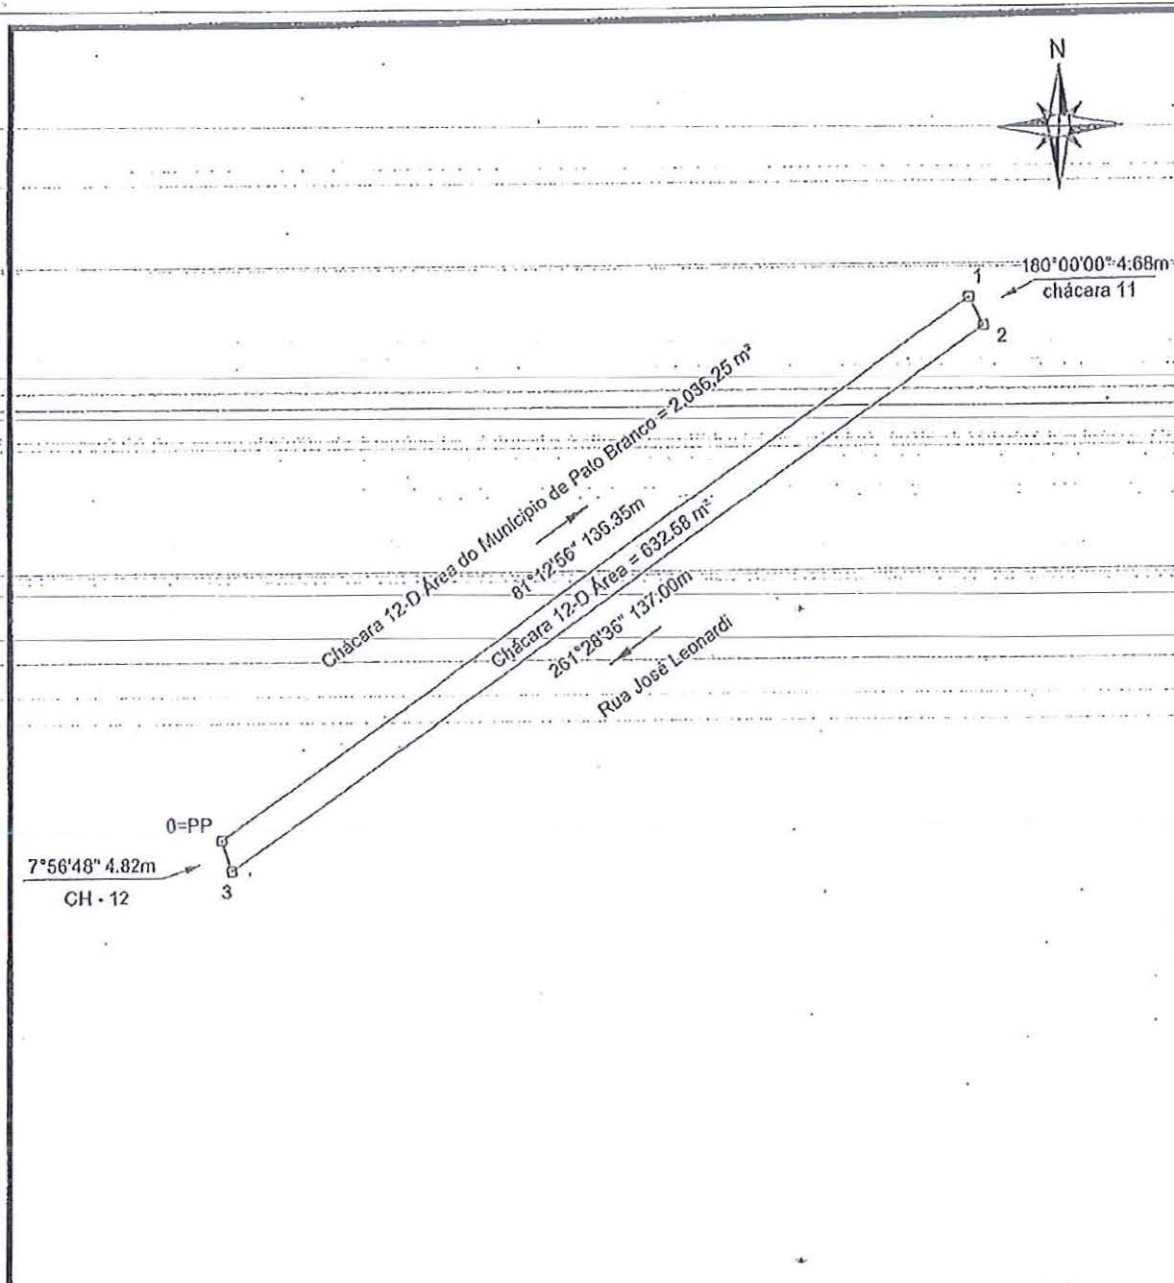 N
180°00'00" 4.68m
chácara 11
1
2
Chácara 12-D Área do Município de Pato Branco = 2.036,25 m²
81°12'56" 136.35m
Chácara 12-D Área = 632.58 m²
261°28'36" 137.00m
Rua José Leonardi
0=PP
7°56'48" 4.82m
CH - 12
3